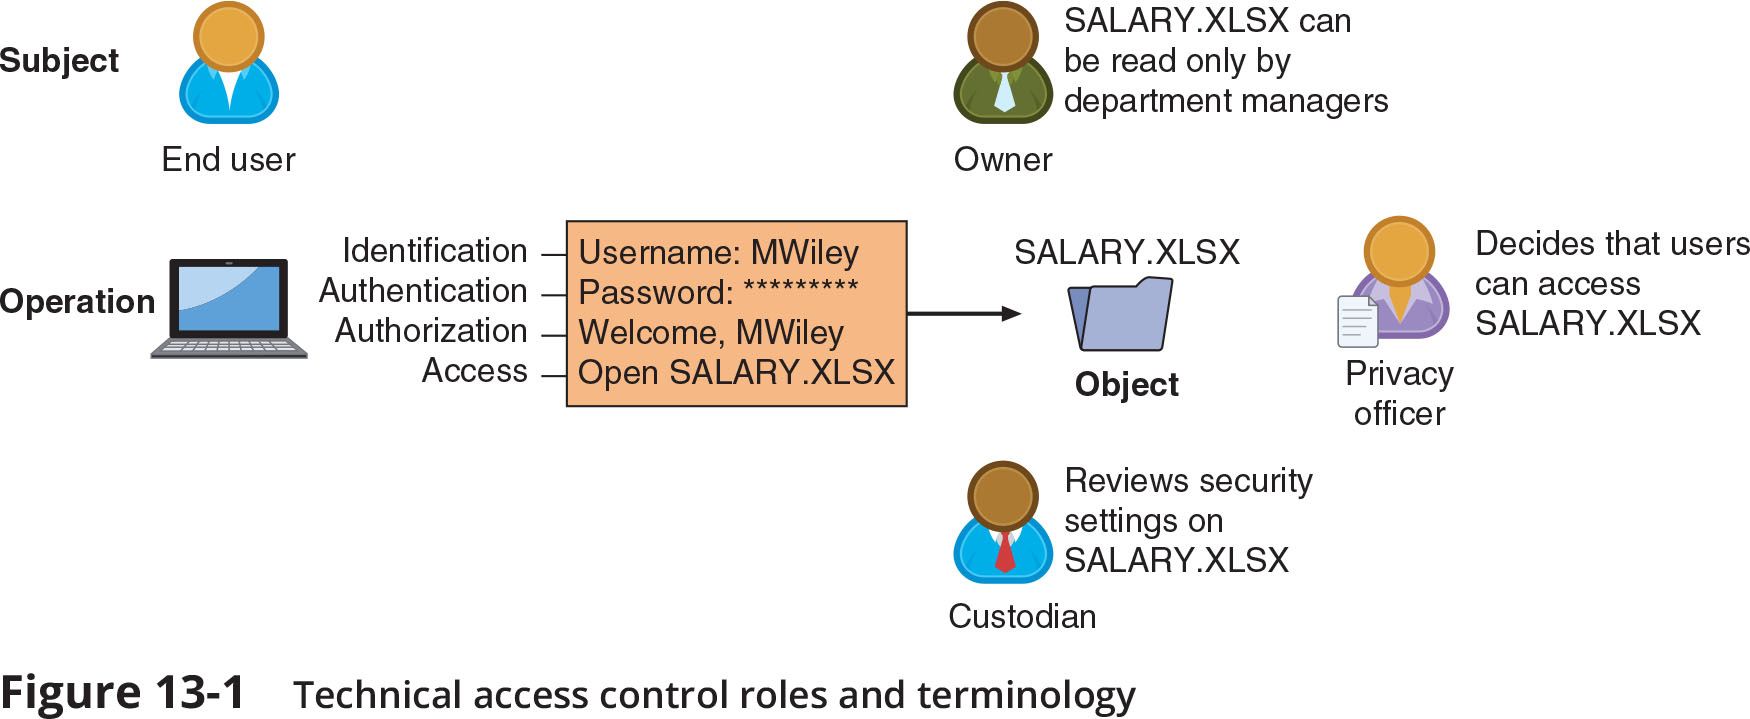 Subject
End user
SALARY.XLSX can
be read only by
department managers
Owner
Operation
Identification
Authentication
Authorization
Access
Username: MWiley
Password: *********
Welcome, MWiley
Open SALARY.XLSX
SALARY.XLSX
Object
Decides that users
can access
SALARY.XLSX
Privacy
officer
Reviews security
settings on
SALARY.XLSX
Custodian
Figure 13-1 Technical access control roles and terminology